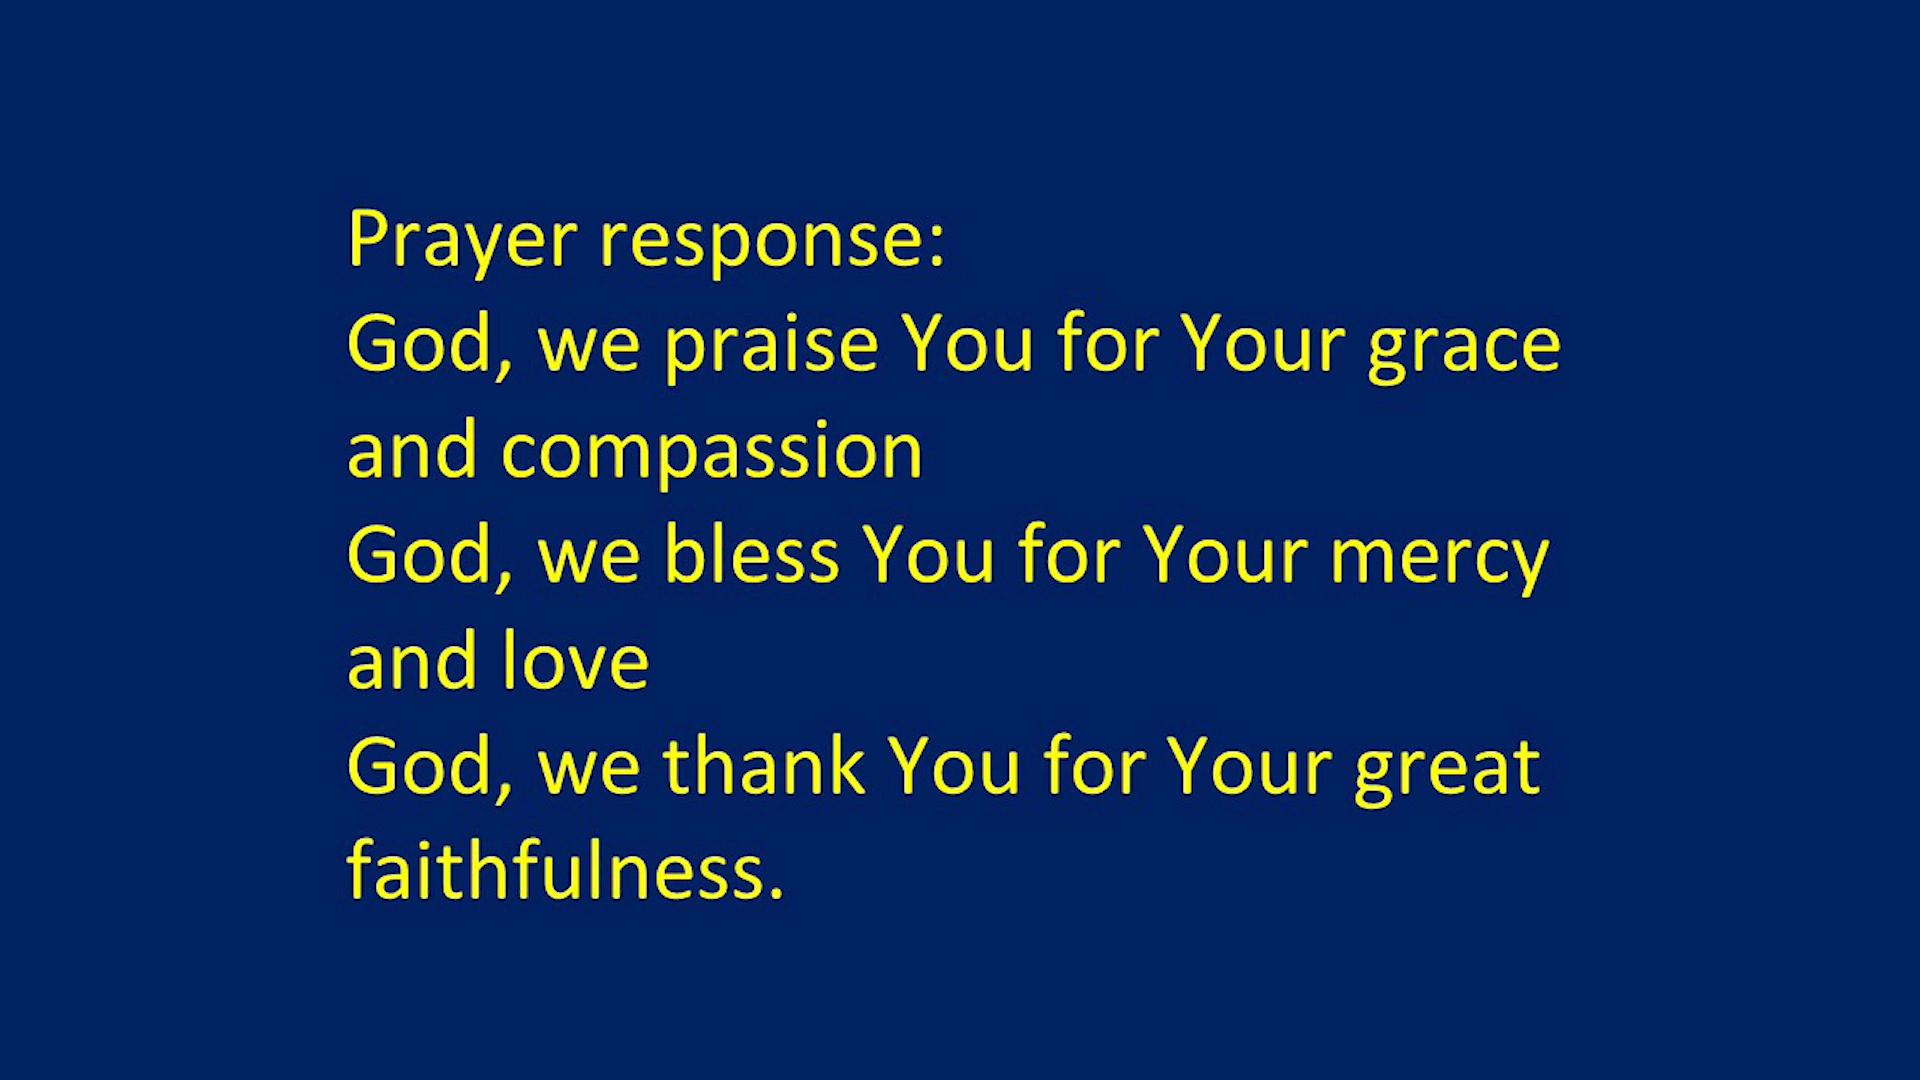 Prayer response:
God, we praise You for Your grace
and compassion
God, we bless You for Your mercy
and love
God, we thank You for Your great
faithfulness.